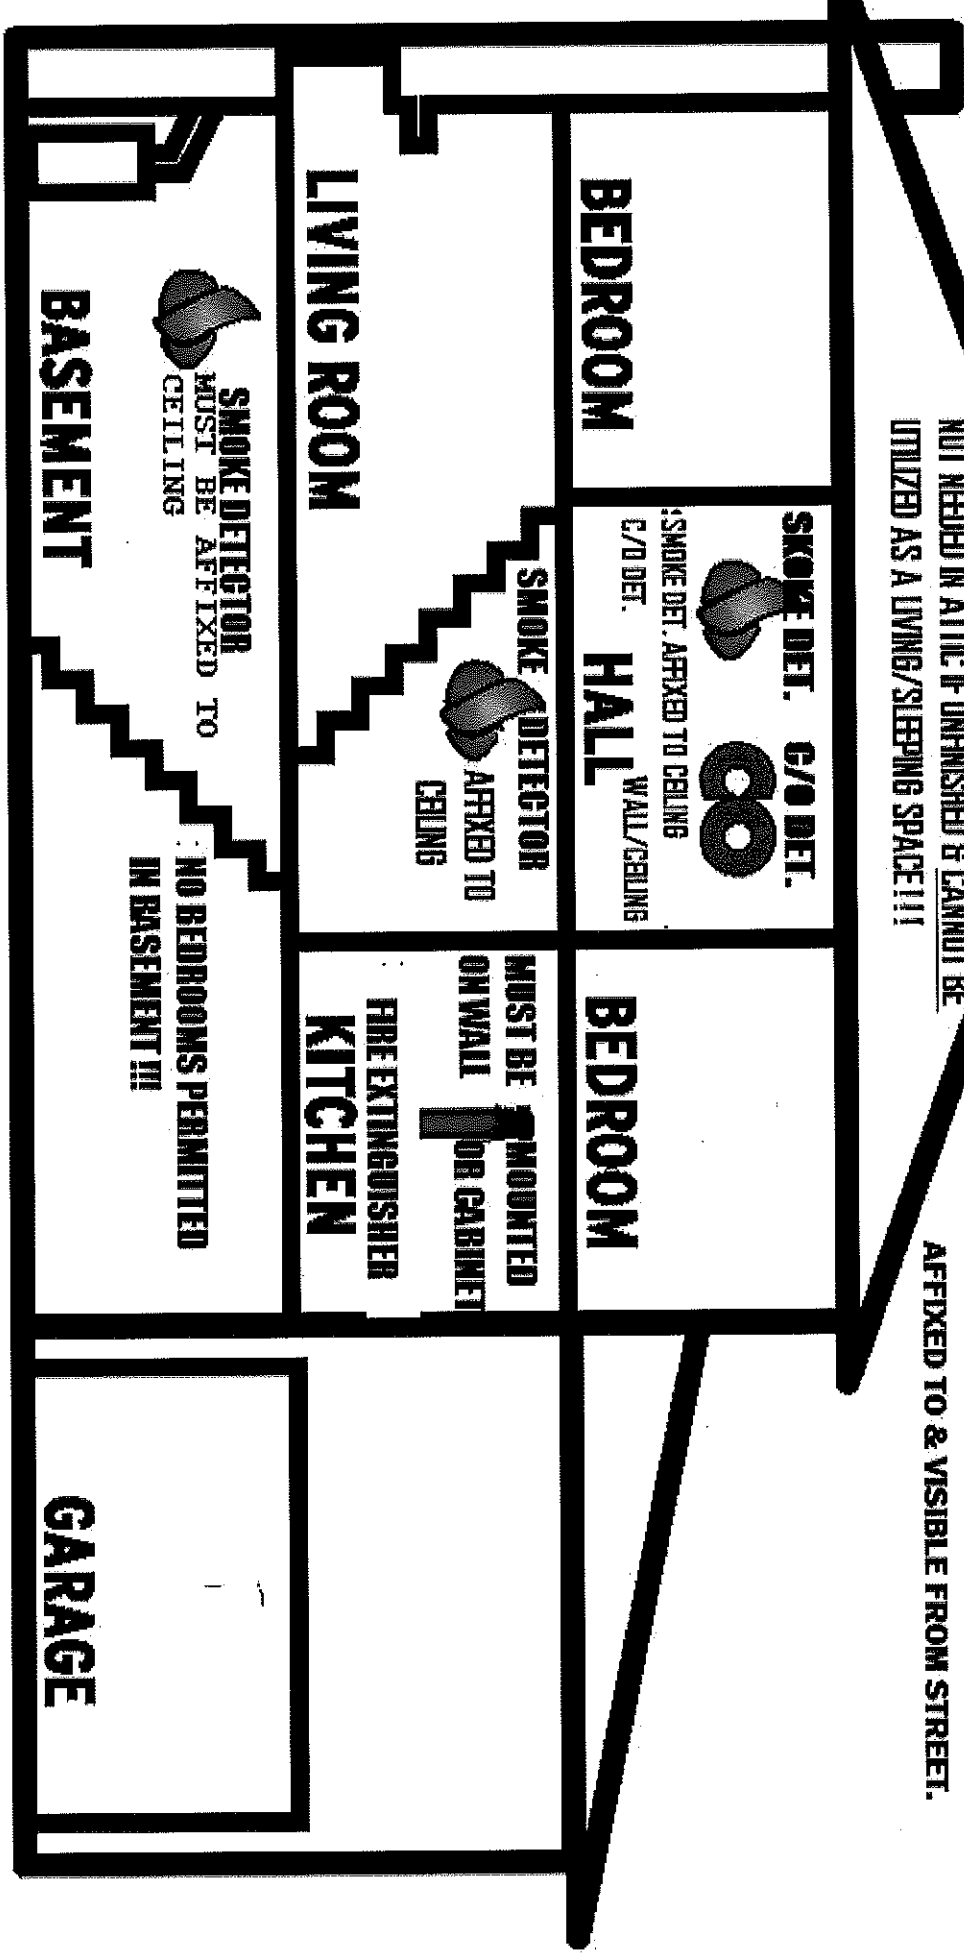 NOT NEEDED IN ATTIC IF UNFINISHED & CANNOT BE
UTILIZED AS A LIVING/SLEEPING SPACE!!!
AFFIXED TO & VISIBLE FROM STREET.
BEDROOM
SMOKE DET. C/O DET.
:SMOKE DET. AFFIXED TO CEILING
C/O DET. WALL/CEILING
HALL
BEDROOM
LIVING ROOM
SMOKE DETECTOR
AFFIXED TO
CEILING
MUST BE MOUNTED
ON WALL OR CABINET
FIRE EXTINGUISHER
KITCHEN
SMOKE DETECTOR
MUST BE AFFIXED TO
CEILING
BASEMENT
: NO BEDROOMS PERMITTED
IN BASEMENT !!!
GARAGE